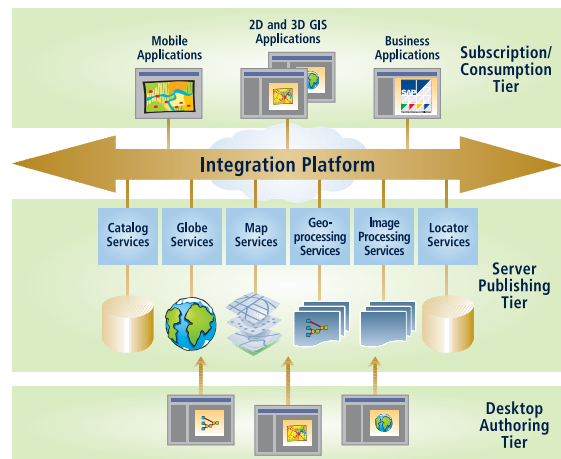 Mobile
Applications
2D and 3D GIS
Applications
Business
Applications
SAP
Subscription/
Consumption
Tier
Integration Platform
Catalog
Services
Globe
Services
Map
Services
Geo-
processing
Services
Image
Processing
Services
Locator
Services
Server
Publishing
Tier
Desktop
Authoring
Tier